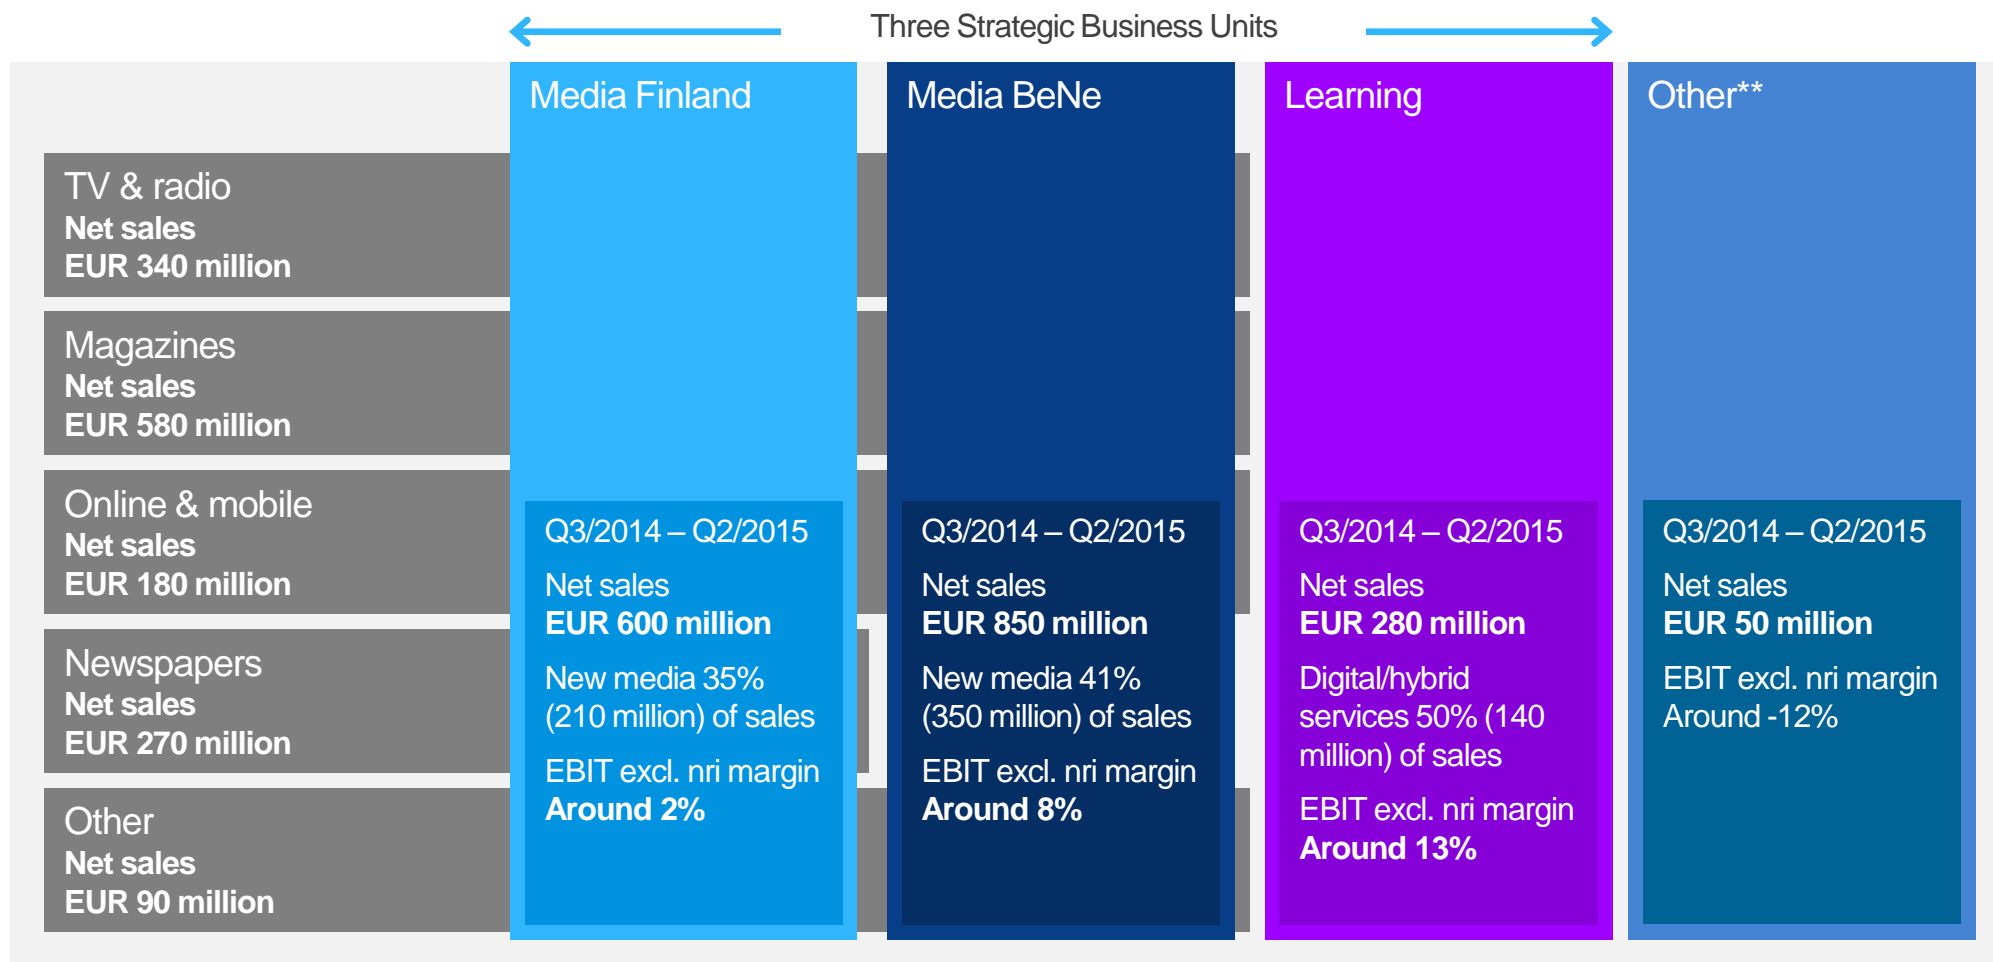 Three Strategic Business Units
Media Finland
Media BeNe
Learning
Other**
TV & radio
Net sales
EUR 340 million
Magazines
Net sales
EUR 580 million
Online & mobile
Net sales
EUR 180 million
Newspapers
Net sales
EUR 270 million
Other
Net sales
EUR 90 million
Q3/2014 – Q2/2015
Net sales
EUR 600 million
New media 35%
(210 million) of sales
EBIT excl. nri margin
Around 2%
Q3/2014 – Q2/2015
Net sales
EUR 850 million
New media 41%
(350 million) of sales
EBIT excl. nri margin
Around 8%
Q3/2014 – Q2/2015
Net sales
EUR 280 million
Digital/hybrid
services 50% (140
million) of sales
EBIT excl. nri margin
Around 13%
Q3/2014 – Q2/2015
Net sales
EUR 50 million
EBIT excl. nri margin
Around -12%